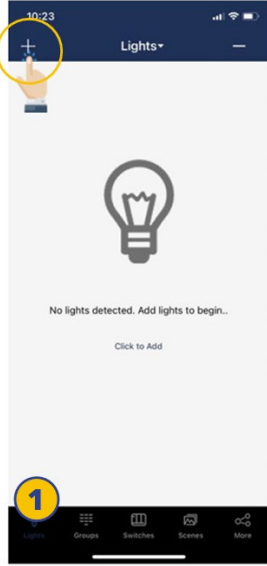 10:23
Lights
No lights detected. Add lights to begin..
Click to Add
1
Lights Groups Switches Scenes More